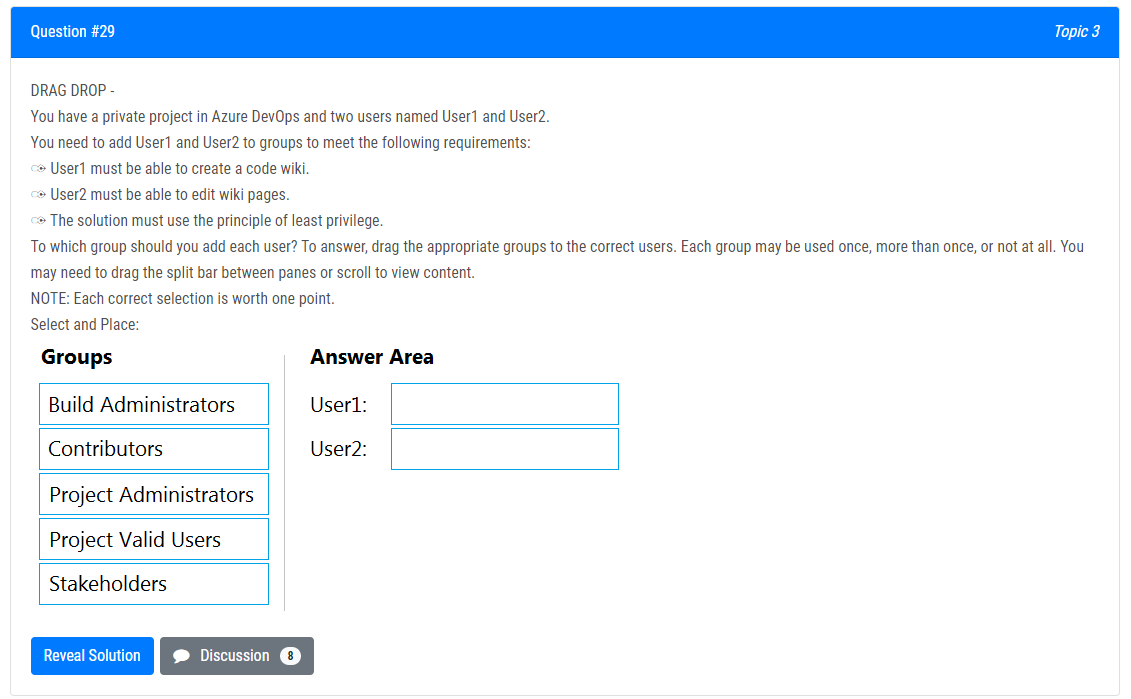 Question #29
Topic 3
DRAG DROP -
You have a private project in Azure DevOps and two users named User1 and User2.
You need to add User1 and User2 to groups to meet the following requirements:
User1 must be able to create a code wiki.
User2 must be able to edit wiki pages.
The solution must use the principle of least privilege.
To which group should you add each user? To answer, drag the appropriate groups to the correct users. Each group may be used once, more than once, or not at all. You
may need to drag the split bar between panes or scroll to view content.
NOTE: Each correct selection is worth one point.
Select and Place:
Groups
Build Administrators
Contributors
Project Administrators
Project Valid Users
Stakeholders
Answer Area
User1:
User2:
Reveal Solution
Discussion 8